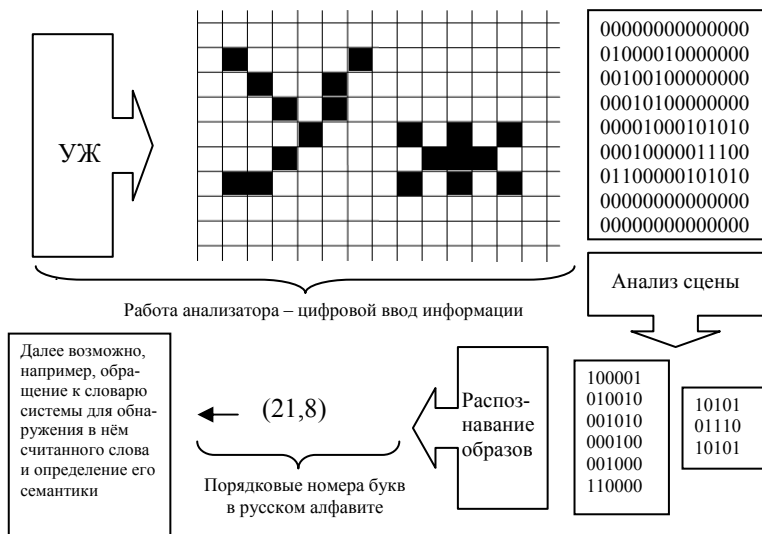 УЖ
00000000000000
01000010000000
00100100000000
00010100000000
00001000101010
00010000011100
01100000101010
00000000000000
00000000000000
Работа анализатора – цифровой ввод информации
Анализ сцены
100001
010010
001010
000100
001000
110000
10101
01110
10101
Распоз-
навание
образов
(21,8)
Порядковые номера букв
в русском алфавите
Далее возможно,
например, обра-
щение к словарю
системы для обна-
ружения в нём
считанного слова
и определение его
семантики